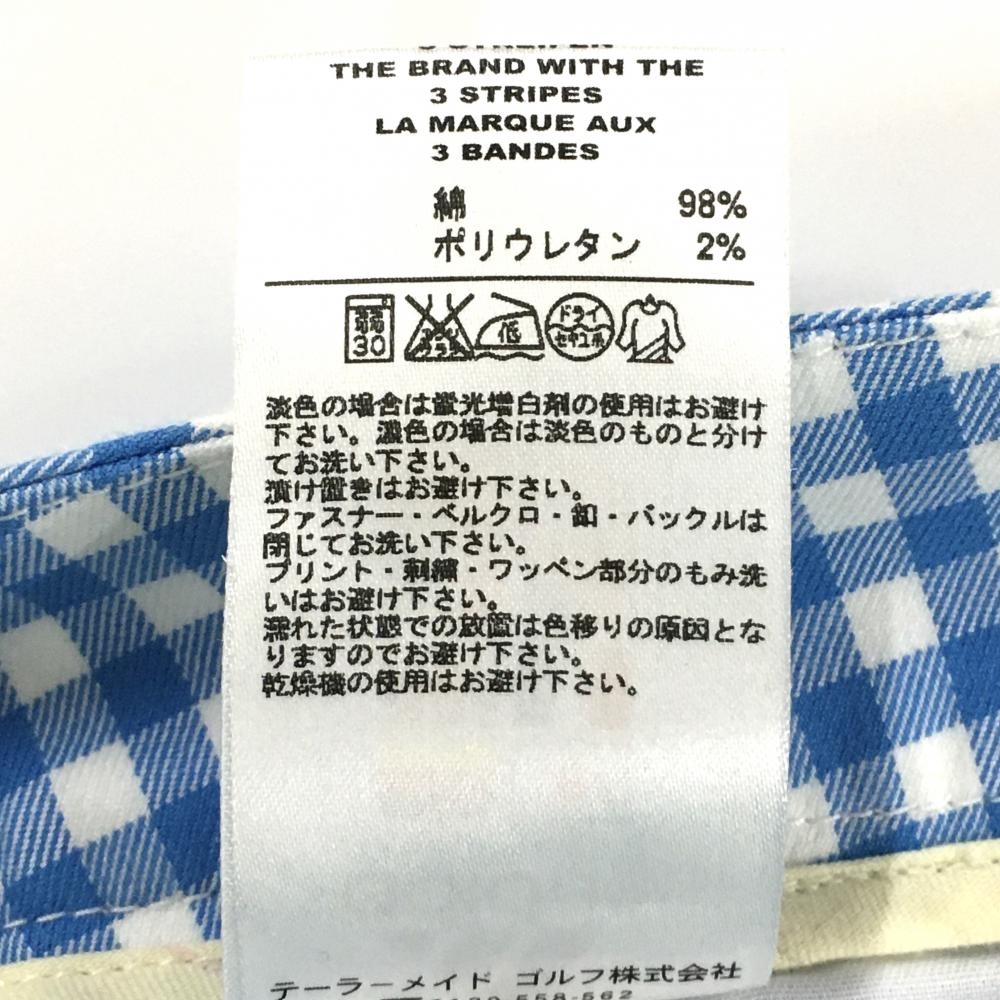 THE BRAND WITH THE
3 STRIPES
LA MARQUE AUX
3 BANDES
綿 98%
ポリウレタン 2%
弱
30
低
ドライ
セキユ系
淡色の場合は蛍光増白剤の使用はお避け
下さい。濃色の場合は淡色のものと分け
てお洗い下さい。
漬け置きはお避け下さい。
ファスナー・ベルクロ・釦・バックルは
閉じてお洗い下さい。
プリント・刺繍・ワッペン部分のもみ洗
いはお避け下さい。
濡れた状態での放置は色移りの原因とな
りますのでお避け下さい。
乾燥機の使用はお避け下さい。
テーラーメイド ゴルフ株式会社
558-562